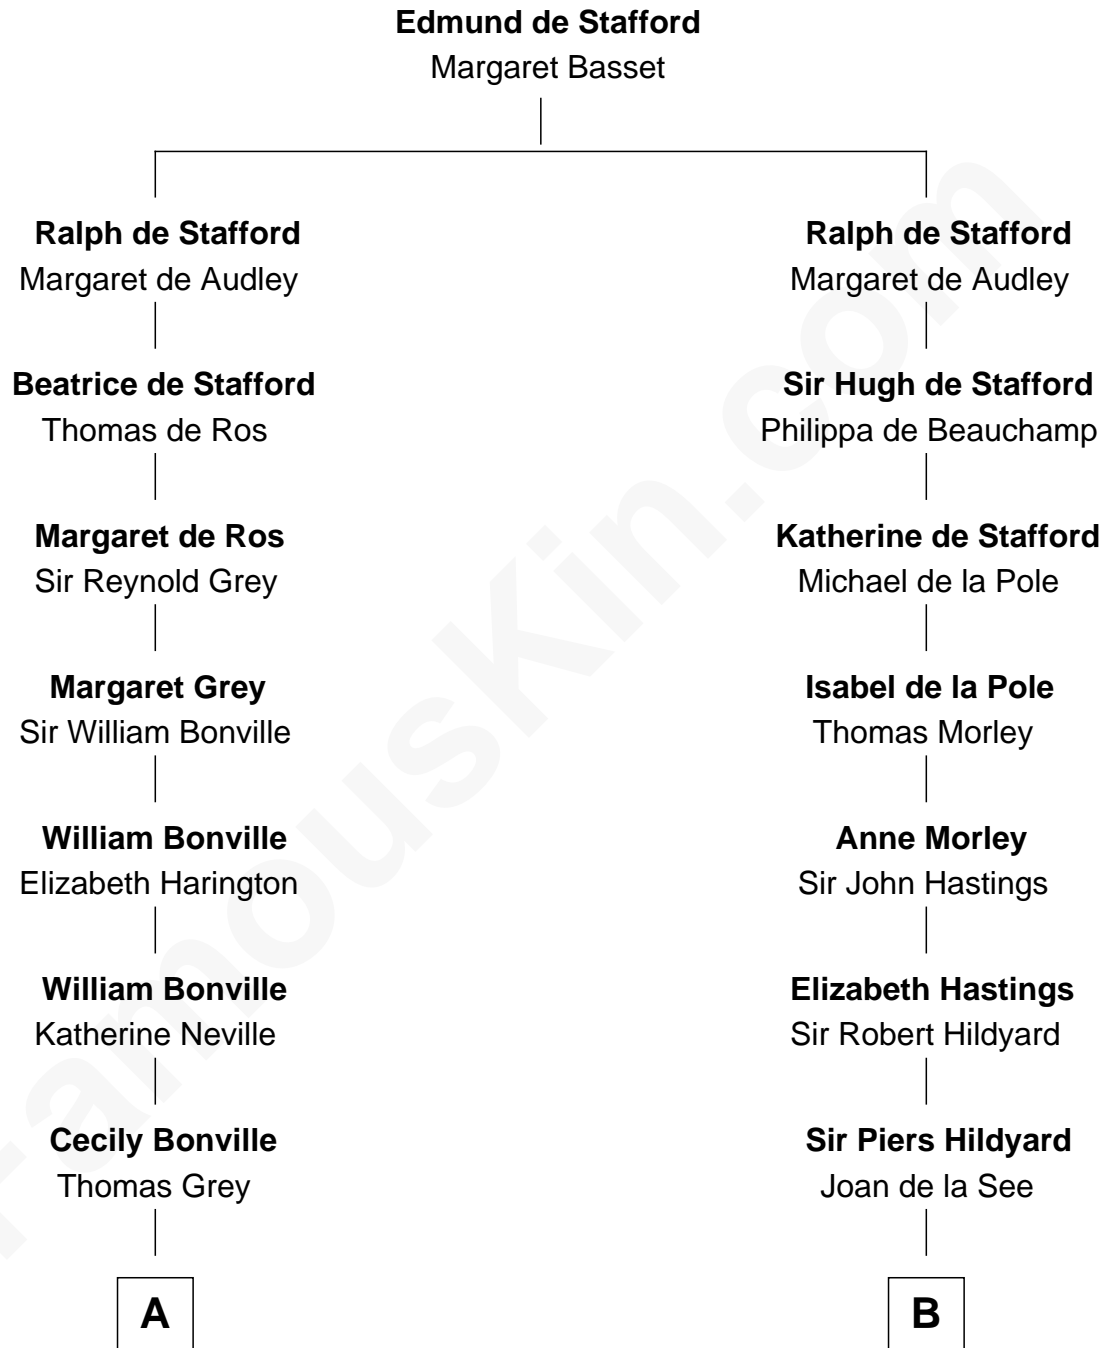 Edmund de Stafford
Margaret Basset
Ralph de Stafford
Margaret de Audley
Ralph de Stafford
Margaret de Audley
Beatrice de Stafford
Thomas de Ros
Sir Hugh de Stafford
Philippa de Beauchamp
Margaret de Ros
Sir Reynold Grey
Katherine de Stafford
Michael de la Pole
Margaret Grey
Sir William Bonville
Isabel de la Pole
Thomas Morley
William Bonville
Elizabeth Harington
Anne Morley
Sir John Hastings
William Bonville
Katherine Neville
Elizabeth Hastings
Sir Robert Hildyard
Cecily Bonville
Thomas Grey
Sir Piers Hildyard
Joan de la See
A
B
FamousKin.com